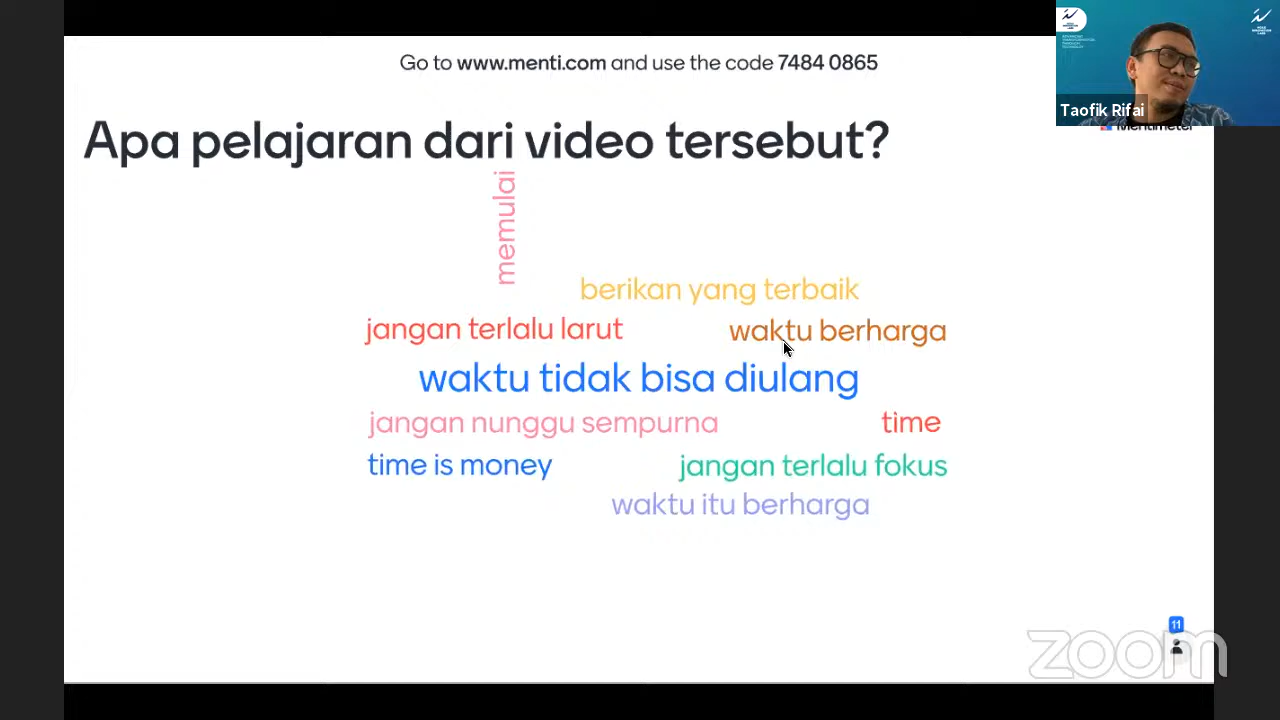 Go to www.menti.com and use the code 7484 0865
Taofik Rifai
Mentimeter
Apa pelajaran dari video tersebut?
memulai
berikan yang terbaik
jangan terlalu larut
waktu berharga
waktu tidak bisa diulang
jangan nunggu sempurna
time
time is money
jangan terlalu fokus
waktu itu berharga
11
zoom